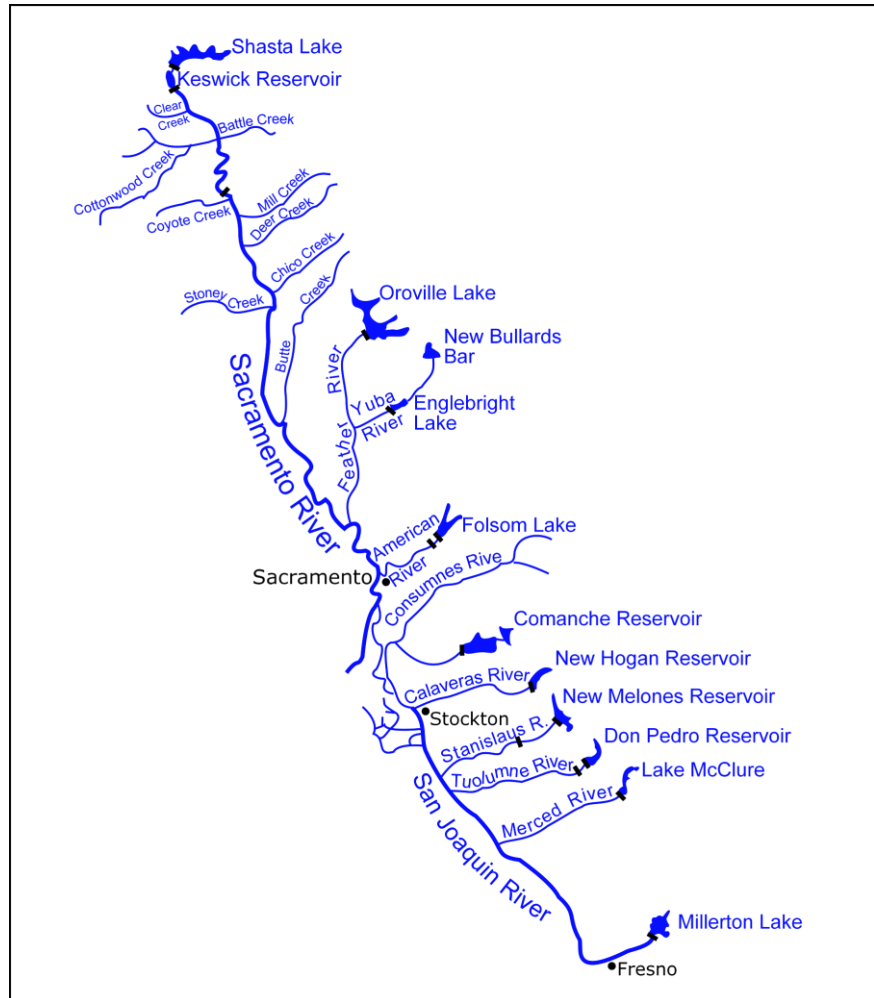 Shasta Lake
Keswick Reservoir
Clear
Creek
Battle Creek
Cottonwood Creek
Mill Creek
Coyote Creek
Deer Creek
Chico Creek
Stoney Creek
Butte Creek
Oroville Lake
New Bullards
Bar
Feather River
Yuba
River
Englebright
Lake
Sacramento River
American
River
Folsom Lake
Sacramento
Consumnes Rive
Comanche Reservoir
New Hogan Reservoir
Calaveras River
New Melones Reservoir
Stockton
Stanislaus R.
Don Pedro Reservoir
Tuolumne River
Lake McClure
Merced River
San Joaquin River
Millerton Lake
Fresno